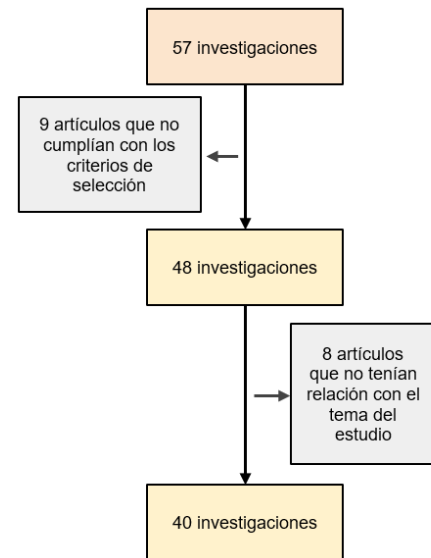 57 investigaciones
9 artículos que no
cumplían con los
criterios de
selección
48 investigaciones
8 artículos
que no tenían
relación con el
tema del
estudio
40 investigaciones